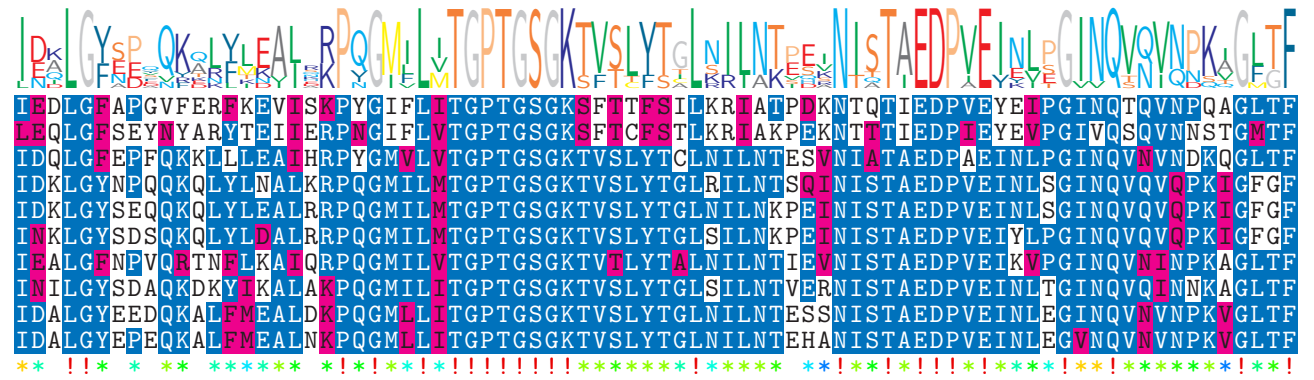 IEDLGFAPGVFERFKEVISKPYGIFLITGPTGSGKSFTTFSILKRIATPDKNTQTIEDPVEYEIPGINQTQVNPQAGLTF
LEQLGFSEYNYARYTEIIERPNGIFLVTGPTGSGKSFTCFSTLKRIAKPEKNTTTIEDPIEYEVPGIVQSQVNNSTGMTF
IDQLGFEPFQKKLLLEAIHRPYGMVLVTGPTGSGKTVSLYTCLNILNTESVNIATAEDPAEINLPGINQVNVNDKQGLTF
IDKLGYNPQQKQLYLNALKRPQGMILMTGPTGSGKTVSLYTGLRILNTSQINISTAEDPVEINLSGINQVQVQPKIGFGF
IDKLGYSEQQKQLYLEALRRPQGMILMTGPTGSGKTVSLYTGLNILNKPEINISTAEDPVEINLSGINQVQVQPKIGFGF
INKLGYSDSQKQLYLDALRRPQGMILMTGPTGSGKTVSLYTGLSILNKPEINISTAEDPVEIYLPGINQVQVQPKIGFGF
IEALGFNPVQRTNFLKAIQRPQGMILVTGPTGSGKTVTLYTALNILNTIEVNISTAEDPVEIKVPGINQVNINPKAGLTF
INILGYSDAQKDKYIKALAKPQGMILITGPTGSGKTVSLYTGLSILNTVERNISTAEDPVEINLTGINQVQINNKAGLTF
IDALGYEEDQKALFMEALDKPQGMLLITGPTGSGKTVSLYTGLNILNTESSNISTAEDPVEINLEGINQVNVNPKVGLTF
IDALGYEPEQKALFMEALNKPQGMLLITGPTGSGKTVSLYTGLNILNTEHANISTAEDPVEINLEGVNQVNVNPKVGLTF